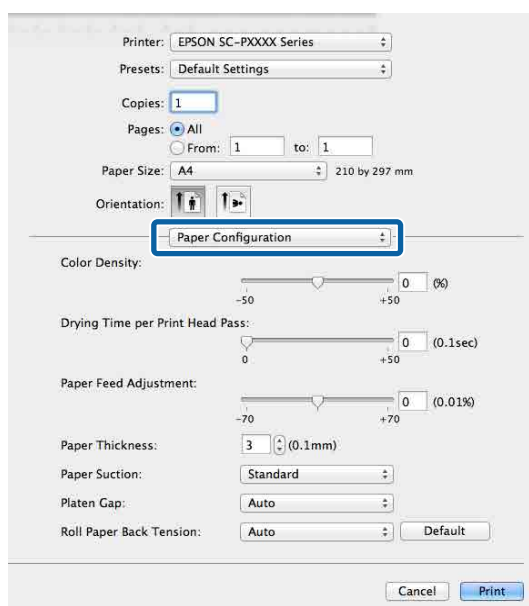 Printer: EPSON SC-PXXXX Series
Presets: Default Settings
Copies: 1
Pages: All
From: 1 to: 1
Paper Size: A4 210 by 297 mm
Orientation:
Paper Configuration
Color Density:
0 (%)
-50 +50
Drying Time per Print Head Pass:
0 (0.1sec)
0 +50
Paper Feed Adjustment:
0 (0.01%)
-70 +70
Paper Thickness: 3 (0.1mm)
Paper Suction: Standard
Platen Gap: Auto
Roll Paper Back Tension: Auto Default
Cancel Print